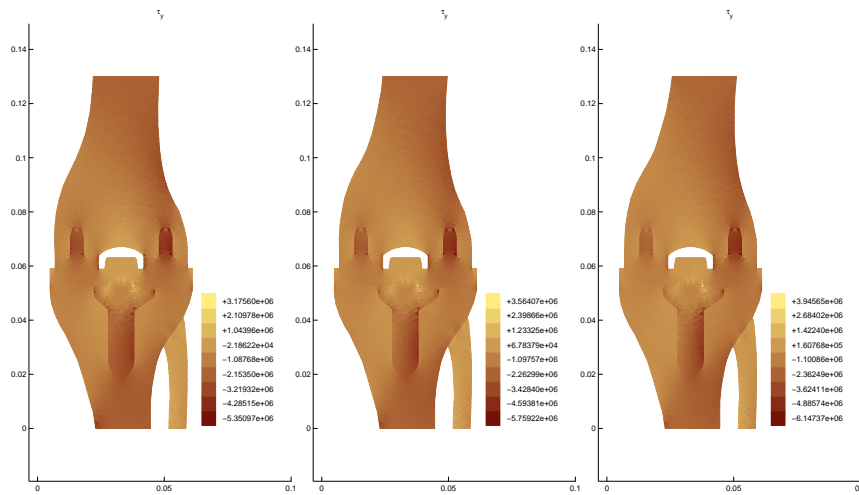 τy
0.14
0.12
0.1
0.08
0.06
0.04
0.02
0
0
0.05
0.1
+3.17560e+06
+2.10978e+06
+1.04396e+06
−2.18622e+04
−1.08768e+06
−2.15350e+06
−3.21932e+06
−4.28515e+06
−5.35097e+06
τy
0.14
0.12
0.1
0.08
0.06
0.04
0.02
0
0
0.05
0.1
+3.56407e+06
+2.39866e+06
+1.23325e+06
+6.78379e+04
−1.09757e+06
−2.26299e+06
−3.42840e+06
−4.59381e+06
−5.75922e+06
τy
0.14
0.12
0.1
0.08
0.06
0.04
0.02
0
0
0.05
+3.94565e+06
+2.68402e+06
+1.42240e+06
+1.60768e+05
−1.10086e+06
−2.36249e+06
−3.62411e+06
−4.88574e+06
−6.14737e+06